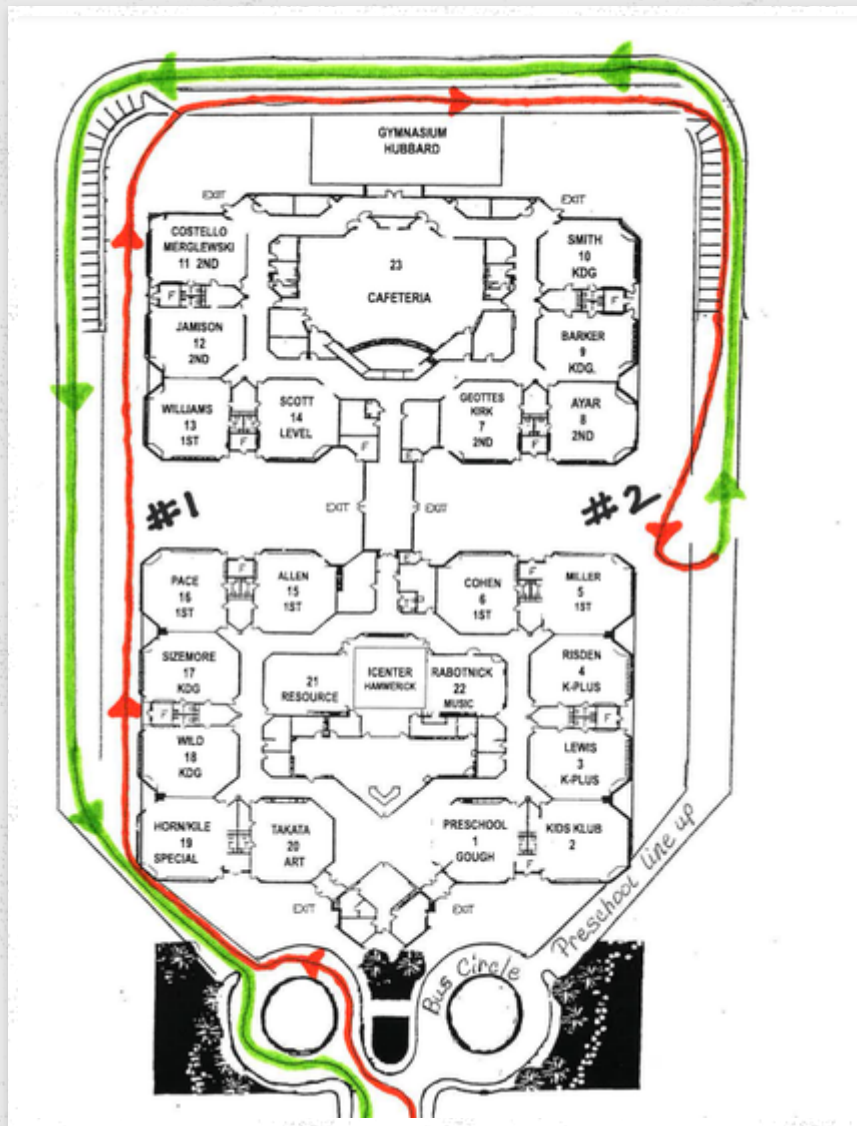 GYMNASIUM
HUBBARD
EXIT
EXIT
COSTELLO
MERGLEWSKI
11 2ND
23
CAFETERIA
SMITH
10
KDG
F
F
JAMISON
12
2ND
BARKER
9
KDG.
WILLIAMS
13
1ST
SCOTT
14
LEVEL
GEOTTES
KIRK
7
2ND
AYAR
8
2ND
F
F
F
#1
EXIT
EXIT
#2
PACE
16
1ST
F
ALLEN
15
1ST
COHEN
6
1ST
F
MILLER
5
1ST
SIZEMORE
17
KDG
21
RESOURCE
ICENTER
HAMMERICK
RABOTNICK
22
MUSIC
RISDEN
4
K-PLUS
F
F
WILD
18
KDG
LEWIS
3
K-PLUS
HORN/KILE
19
SPECIAL
TAKATA
20
ART
PRESCHOOL
1
GOUGH
KIDS KLUB
2
F
EXIT
EXIT
Preschool line up
Bus Circle